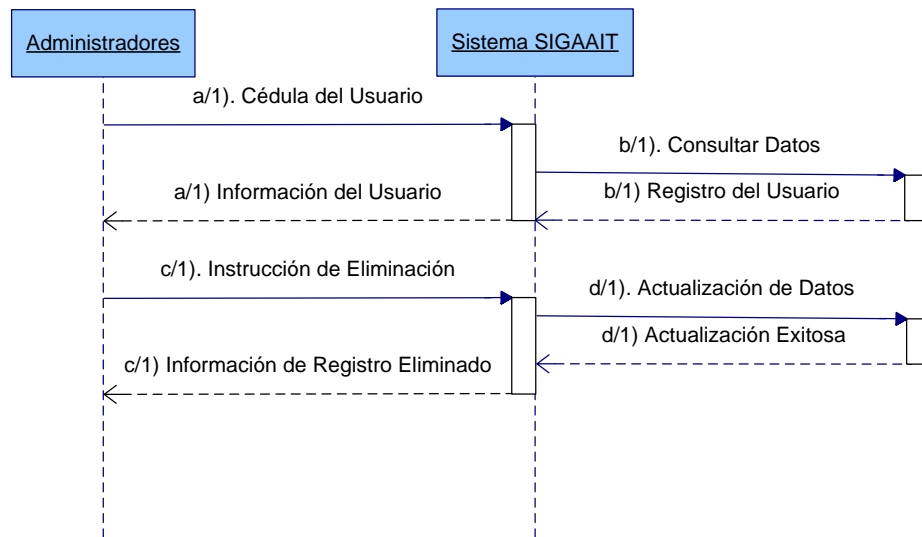 Administradores
Sistema SIGAAIT
a/1). Cédula del Usuario
b/1). Consultar Datos
a/1) Información del Usuario
b/1) Registro del Usuario
c/1). Instrucción de Eliminación
d/1). Actualización de Datos
d/1) Actualización Exitosa
c/1) Información de Registro Eliminado